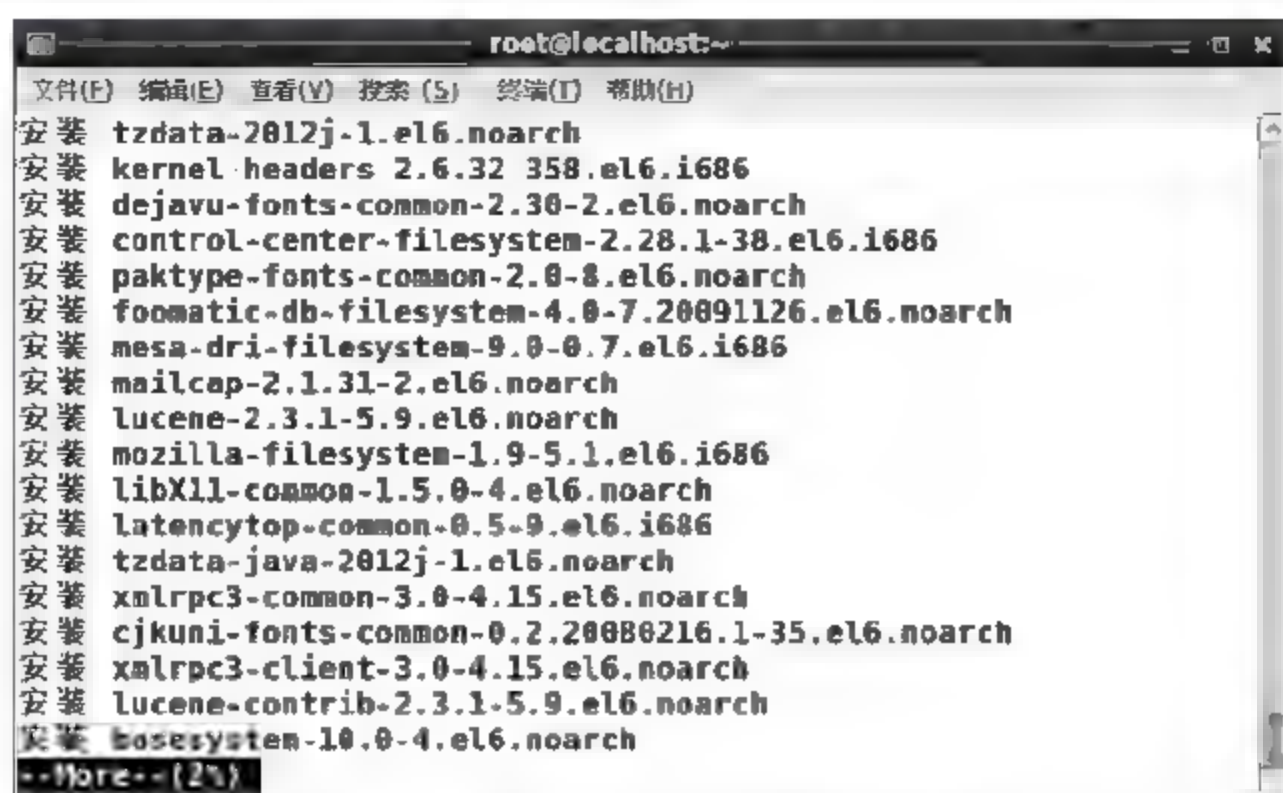 root@localhost:~
文件(F) 编辑(E) 查看(V) 搜索(S) 终端(T) 帮助(H)
安装 tzdata-2012j-1.el6.noarch
安装 kernel-headers-2.6.32-358.el6.i686
安装 dejavu-fonts-common-2.30-2.el6.noarch
安装 control-center-filesystem-2.28.1-38.el6.i686
安装 paktype-fonts-common-2.0-8.el6.noarch
安装 foomatic-db-filesystem-4.0-7.20091126.el6.noarch
安装 mesa-dri-filesystem-9.0-0.7.el6.i686
安装 mailcap-2.1.31-2.el6.noarch
安装 lucene-2.3.1-5.9.el6.noarch
安装 mozilla-filesystem-1.9-5.1.el6.i686
安装 libX11-common-1.5.0-4.el6.noarch
安装 latencytop-common-0.5-9.el6.i686
安装 tzdata-java-2012j-1.el6.noarch
安装 xmlrpc3-common-3.0-4.15.el6.noarch
安装 cjkuni-fonts-common-0.2.20080216.1-35.el6.noarch
安装 xmlrpc3-client-3.0-4.15.el6.noarch
安装 lucene-contrib-2.3.1-5.9.el6.noarch
安装 basesystem-10.0-4.el6.noarch
--More--(2%)